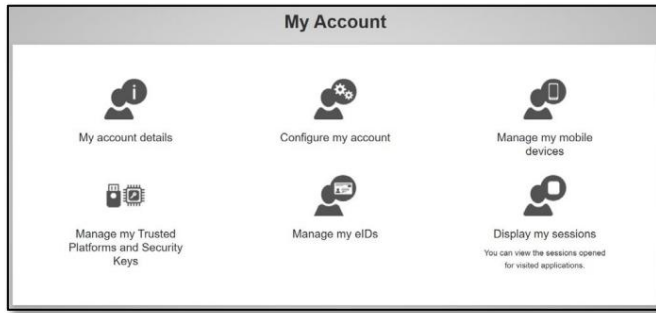 My Account
My account details
Configure my account
Manage my mobile
devices
Manage my Trusted
Platforms and Security
Keys
Manage my eIDs
Display my sessions
You can view the sessions opened
for visited applications.